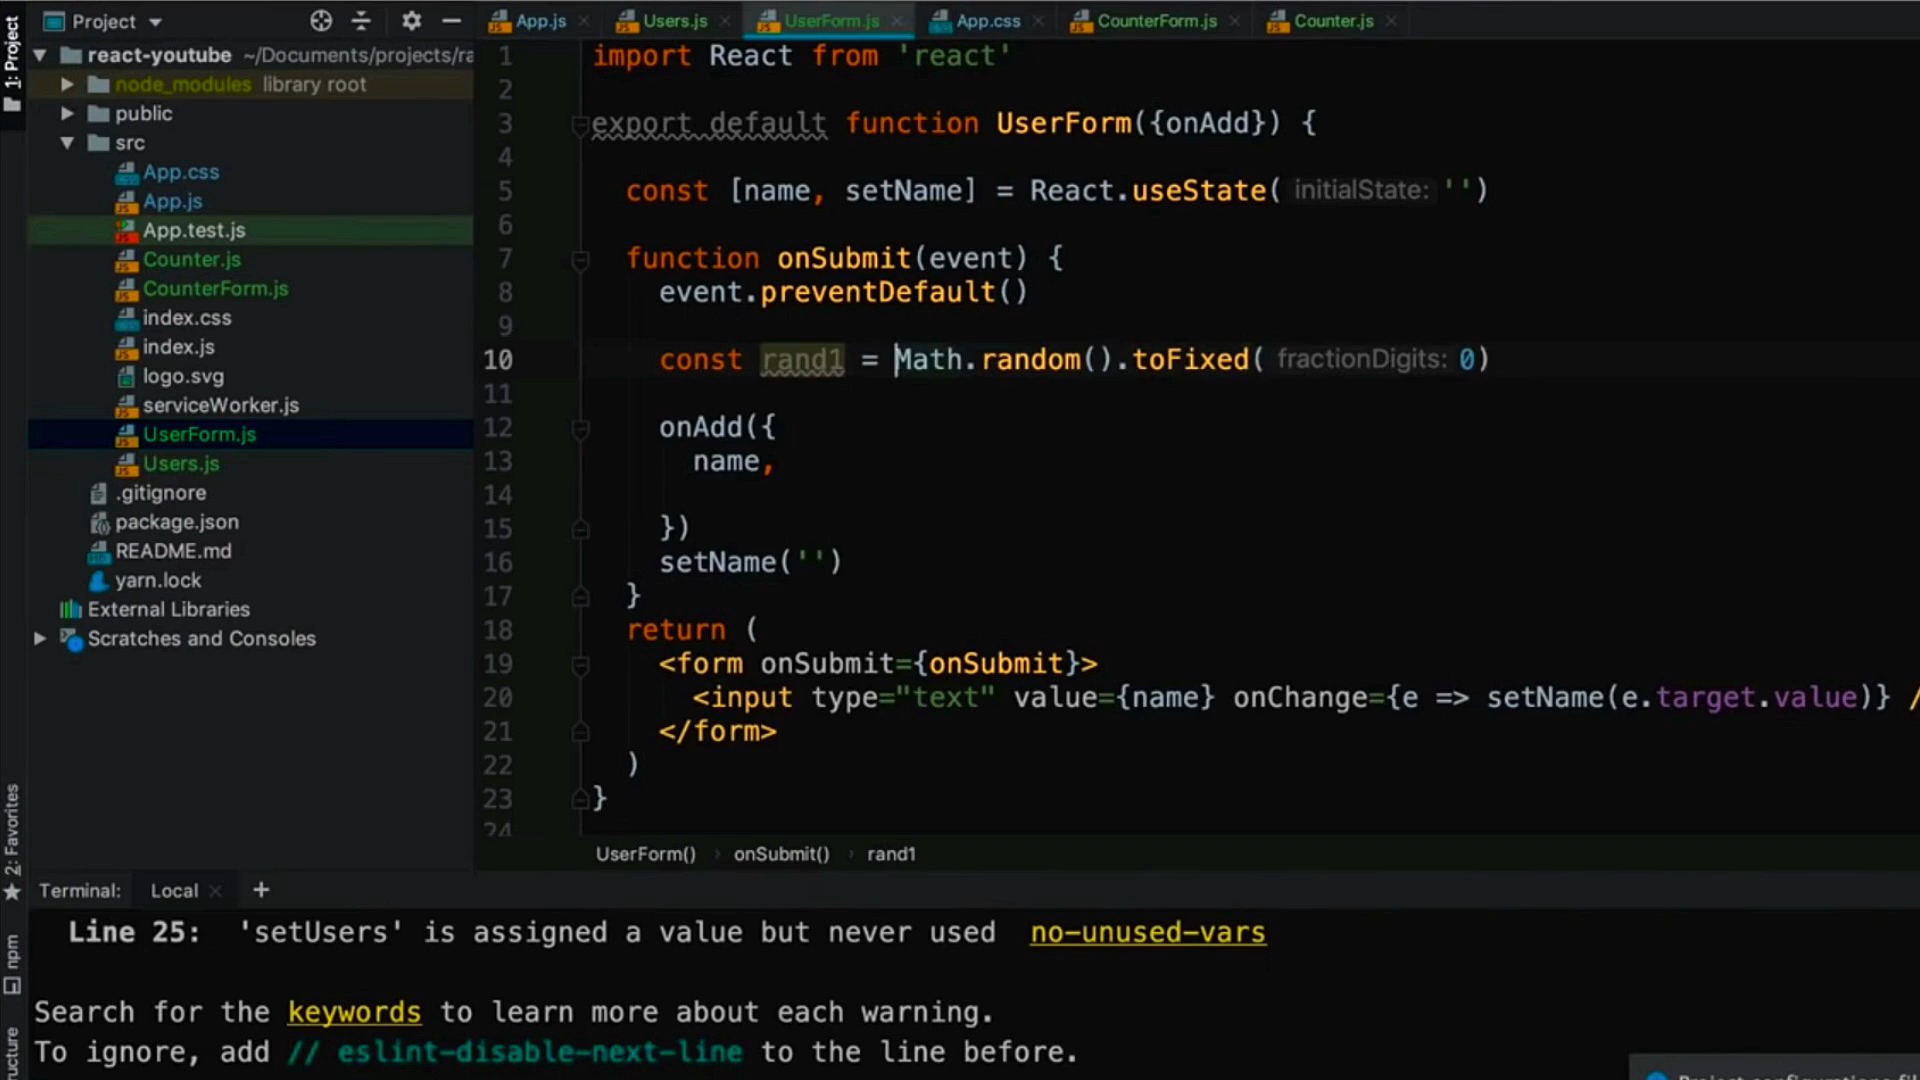 Project
App.js
Users.js
UserForm.js
App.css
CounterForm.js
Counter.js
1: Project
react-youtube ~/Documents/projects/ra
node_modules library root
public
src
App.css
App.js
App.test.js
Counter.js
CounterForm.js
index.css
index.js
logo.svg
serviceWorker.js
UserForm.js
Users.js
.gitignore
package.json
README.md
yarn.lock
External Libraries
Scratches and Consoles
1 import React from 'react'
2
3 export default function UserForm({onAdd}) {
4
5 const [name, setName] = React.useState( initialState: '')
6
7 function onSubmit(event) {
8 event.preventDefault()
9
10 const rand1 = Math.random().toFixed( fractionDigits: 0)
11
12 onAdd({
13 name,
14
15 })
16 setName('')
17 }
18 return (
19 <form onSubmit={onSubmit}>
20 <input type="text" value={name} onChange={e => setName(e.target.value)} /
21 </form>
22 )
23 }
24
UserForm() › onSubmit() › rand1
2: Favorites
npm
ructure
Terminal: Local +
Line 25: 'setUsers' is assigned a value but never used no-unused-vars
Search for the keywords to learn more about each warning.
To ignore, add // eslint-disable-next-line to the line before.